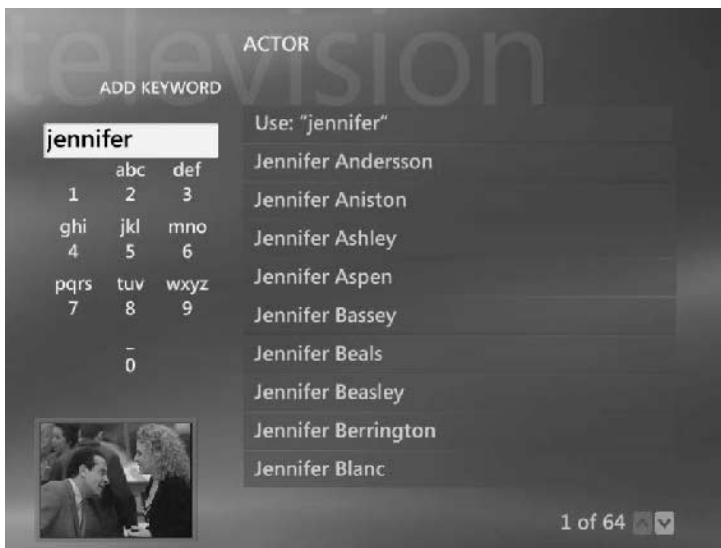 television
ACTOR
ADD KEYWORD
jennifer
abc def
1 2 3
ghi jkl mno
4 5 6
pqrs tuv wxyz
7 8 9
_
0
Use: "jennifer"
Jennifer Andersson
Jennifer Aniston
Jennifer Ashley
Jennifer Aspen
Jennifer Bassey
Jennifer Beals
Jennifer Beasley
Jennifer Berrington
Jennifer Blanc
1 of 64